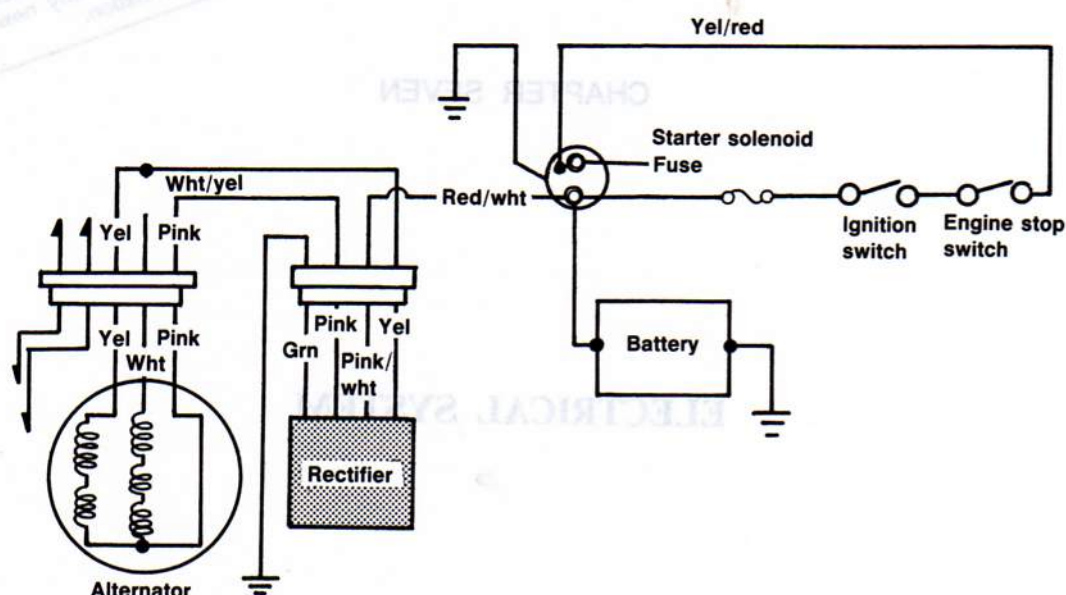 Yel/red
CHAPTER SEVEN
Starter solenoid
Fuse
Wht/yel
Red/wht
Yel
Pink
Ignition
switch
Engine stop
switch
Yel
Pink
Wht
Grn
Pink
Yel
Pink/
wht
Battery
ELECTRICAL SYSTEM
Rectifier
Alternator